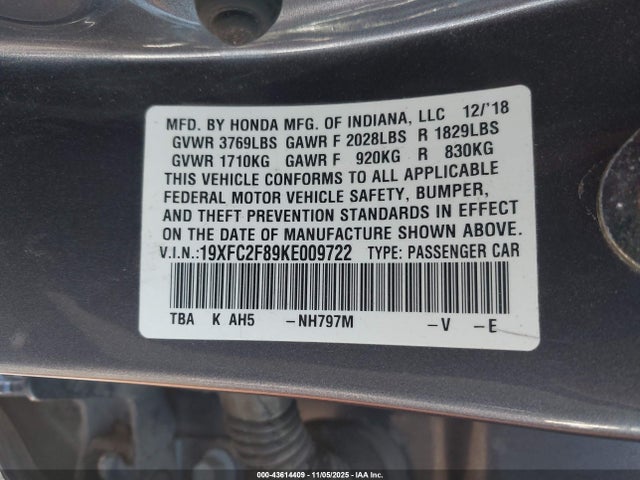 MFD. BY HONDA MFG. OF INDIANA, LLC 12/'18
GVWR 3769LBS GAWR F 2028LBS R 1829LBS
GVWR 1710KG GAWR F 920KG R 830KG
THIS VEHICLE CONFORMS TO ALL APPLICABLE
FEDERAL MOTOR VEHICLE SAFETY, BUMPER,
AND THEFT PREVENTION STANDARDS IN EFFECT
ON THE DATE OF MANUFACTURE SHOWN ABOVE.
V.I.N.:19XFC2F89KE009722 TYPE: PASSENGER CAR
TBA K AH5 -NH797M -V -E
000-43614409 - 11/05/2025 - IAA Inc.